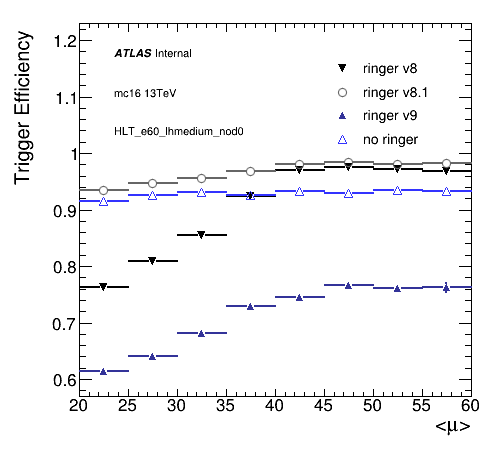 Trigger Efficiency
1.2
1.1
1
0.9
0.8
0.7
0.6
ATLAS Internal
mc16 13TeV
HLT_e60_lhmedium_nod0
ringer v8
ringer v8.1
ringer v9
no ringer
20 25 30 35 40 45 50 55 60
<μ>